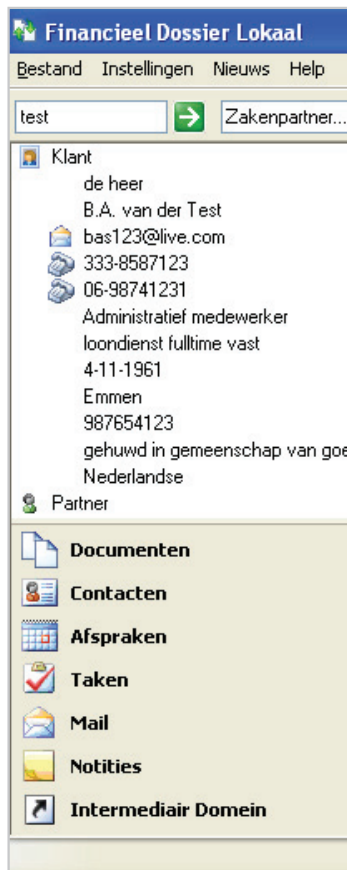 Financieel Dossier Lokaal
Bestand Instellingen Nieuws Help
test Zakenpartner...
Klant
de heer
B.A. van der Test
bas123@live.com
333-8587123
06-98741231
Administratief medewerker
loondienst fulltime vast
4-11-1961
Emmen
987654123
gehuwd in gemeenschap van goe
Nederlandse
Partner
Documenten
Contacten
Afspraken
Taken
Mail
Notities
Intermediair Domein